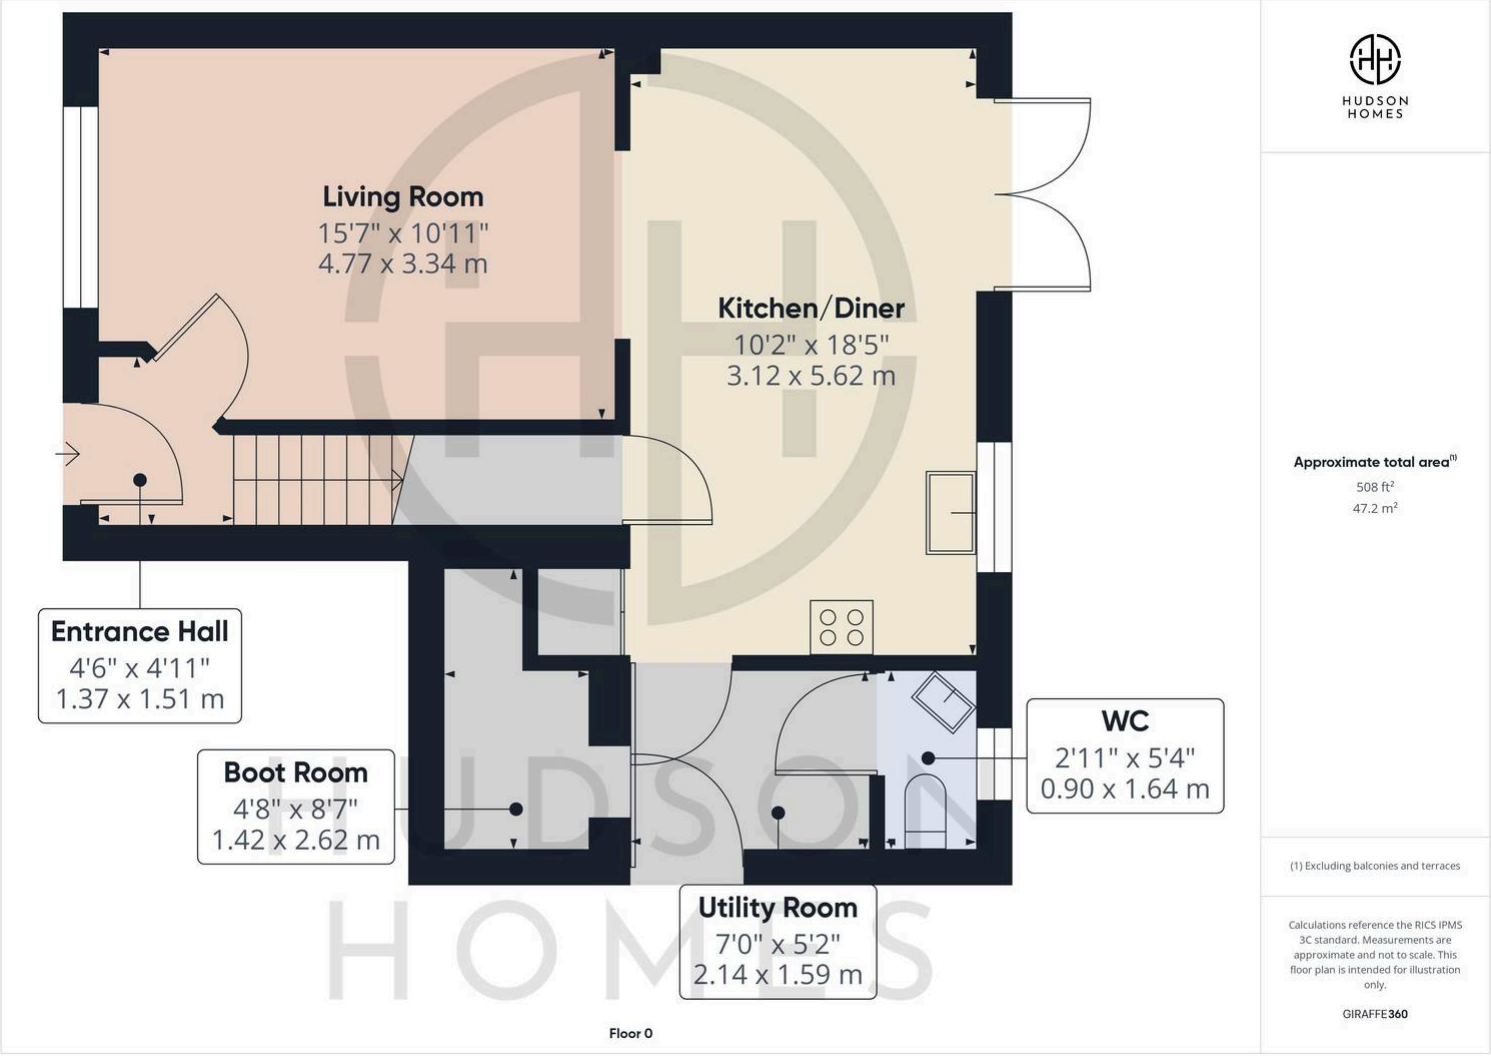 Living Room
15'7" x 10'11"
4.77 x 3.34 m
Kitchen/Diner
10'2" x 18'5"
3.12 x 5.62 m
Entrance Hall
4'6" x 4'11"
1.37 x 1.51 m
Boot Room
4'8" x 8'7"
1.42 x 2.62 m
WC
2'11" x 5'4"
0.90 x 1.64 m
Utility Room
7'0" x 5'2"
2.14 x 1.59 m
HUDSON
HOMES
Floor 0
HH
HUDSON
HOMES
Approximate total area(1)
508 ft²
47.2 m²
(1) Excluding balconies and terraces
Calculations reference the RICS IPMS
3C standard. Measurements are
approximate and not to scale. This
floor plan is intended for illustration
only.
GIRAFFE360